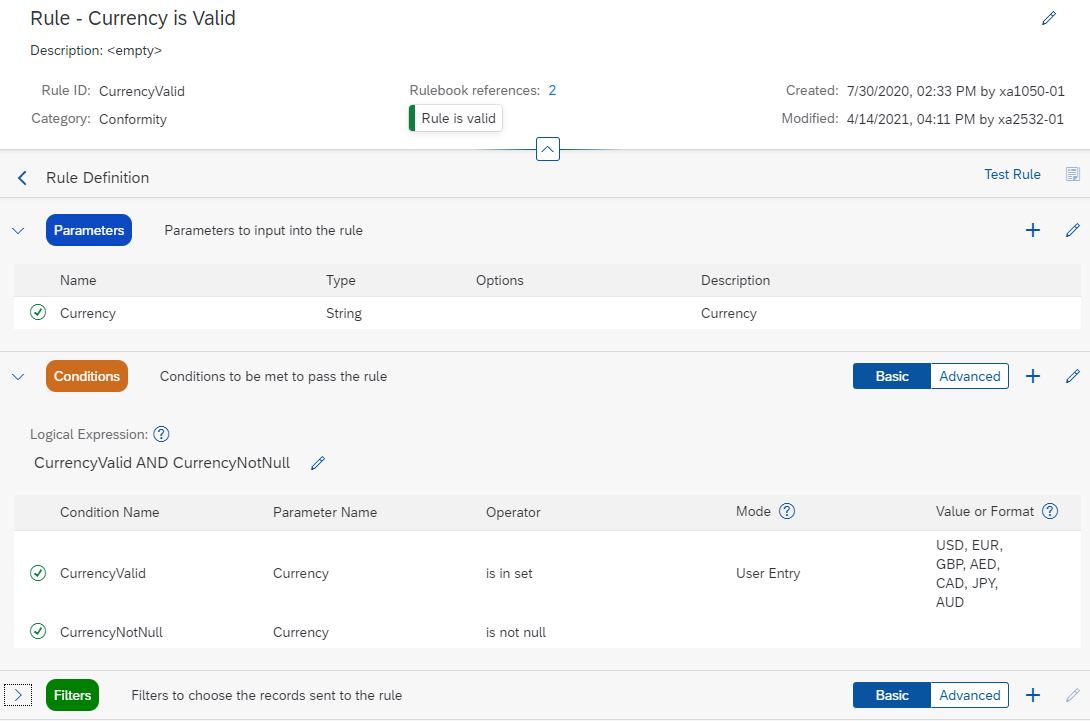 Rule - Currency is Valid
Description: <empty>
Rule ID: CurrencyValid
Rulebook references: 2
Created: 7/30/2020, 02:33 PM by xa1050-01
Category: Conformity
Rule is valid
Modified: 4/14/2021, 04:11 PM by xa2532-01
Rule Definition
Test Rule
Parameters Parameters to input into the rule
Name Type Options Description
Currency String Currency
Conditions Conditions to be met to pass the rule Basic Advanced
Logical Expression: ?
CurrencyValid AND CurrencyNotNull
Condition Name Parameter Name Operator Mode ? Value or Format ?
USD, EUR,
GBP, AED,
CurrencyValid Currency is in set User Entry
CAD, JPY,
AUD
CurrencyNotNull Currency is not null
Filters Filters to choose the records sent to the rule Basic Advanced